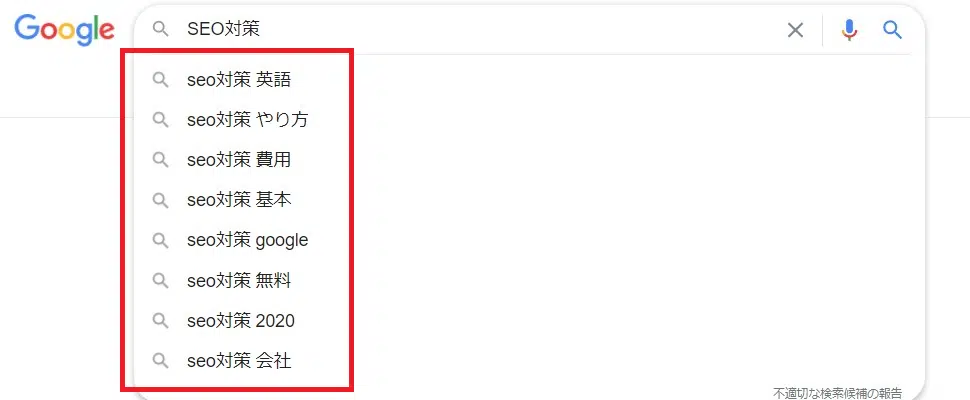 Google
SEO対策
seo対策 英語
seo対策 やり方
seo対策 費用
seo対策 基本
seo対策 google
seo対策 無料
seo対策 2020
seo対策 会社
不適切な検索候補の報告